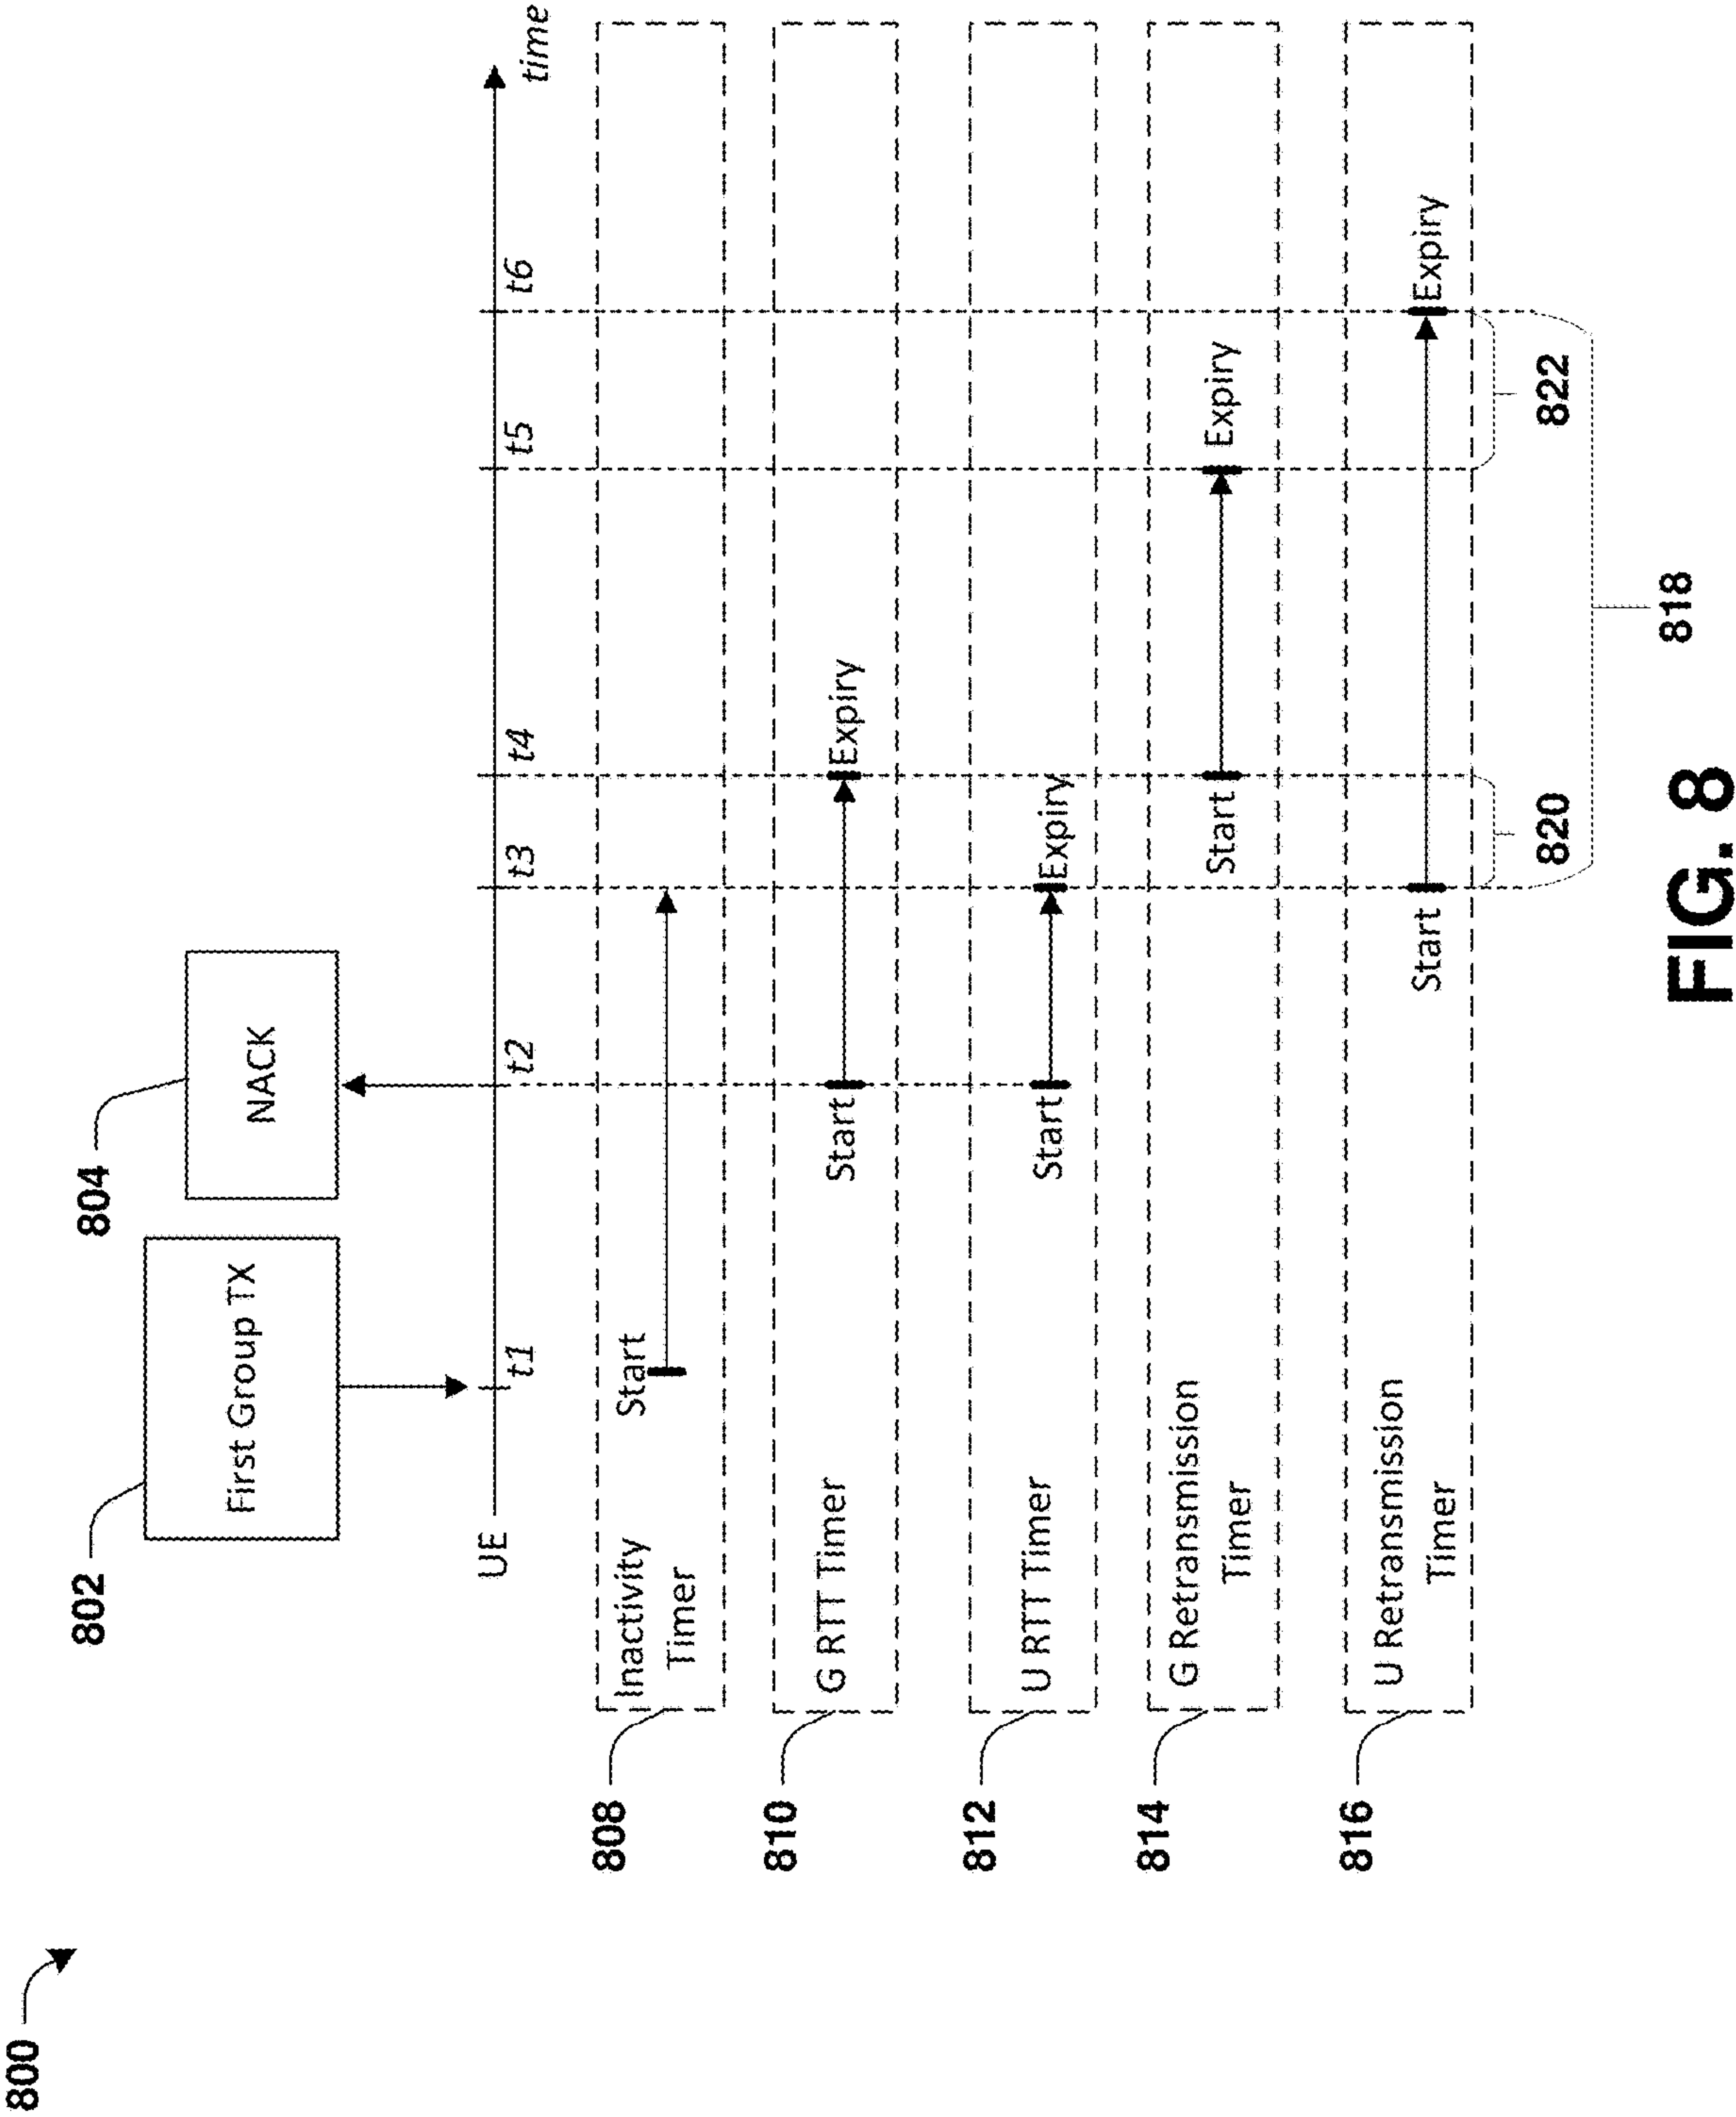 800
802
804
First Group TX
NACK
UE
t1
t2
t3
t4
t5
t6
time
808
Inactivity
Timer
Start
810
G RTT Timer
Start
Expiry
812
U RTT Timer
Start
Expiry
814
G Retransmission
Timer
Start
Expiry
816
U Retransmission
Timer
Start
Expiry
820
822
818
FIG. 8